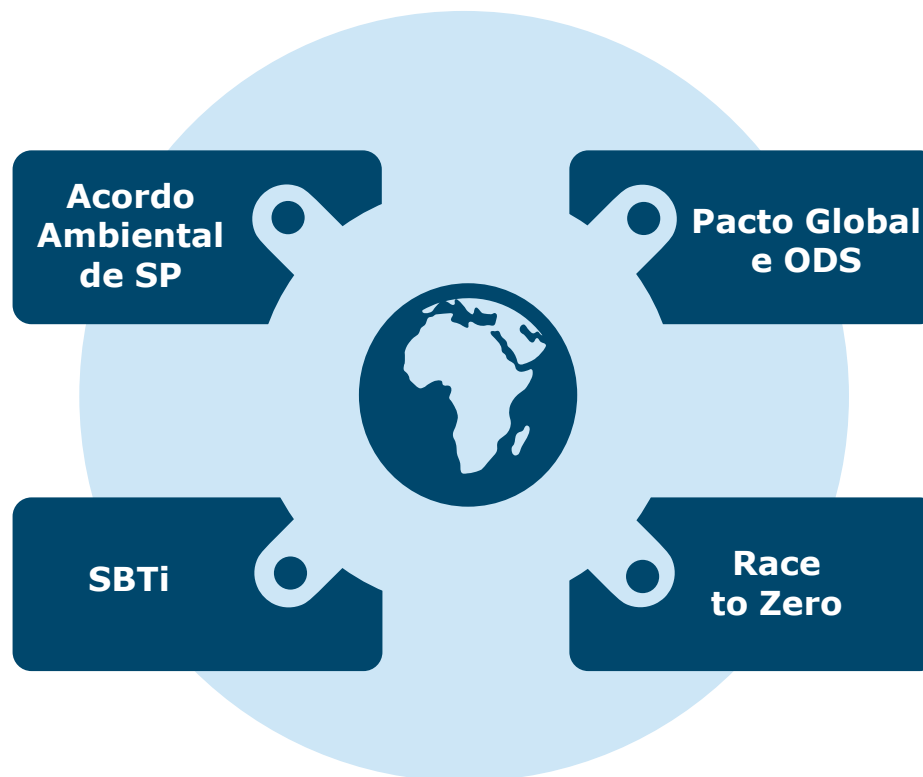 Acordo
Ambiental
de SP
Pacto Global
e ODS
SBTi
Race
to Zero